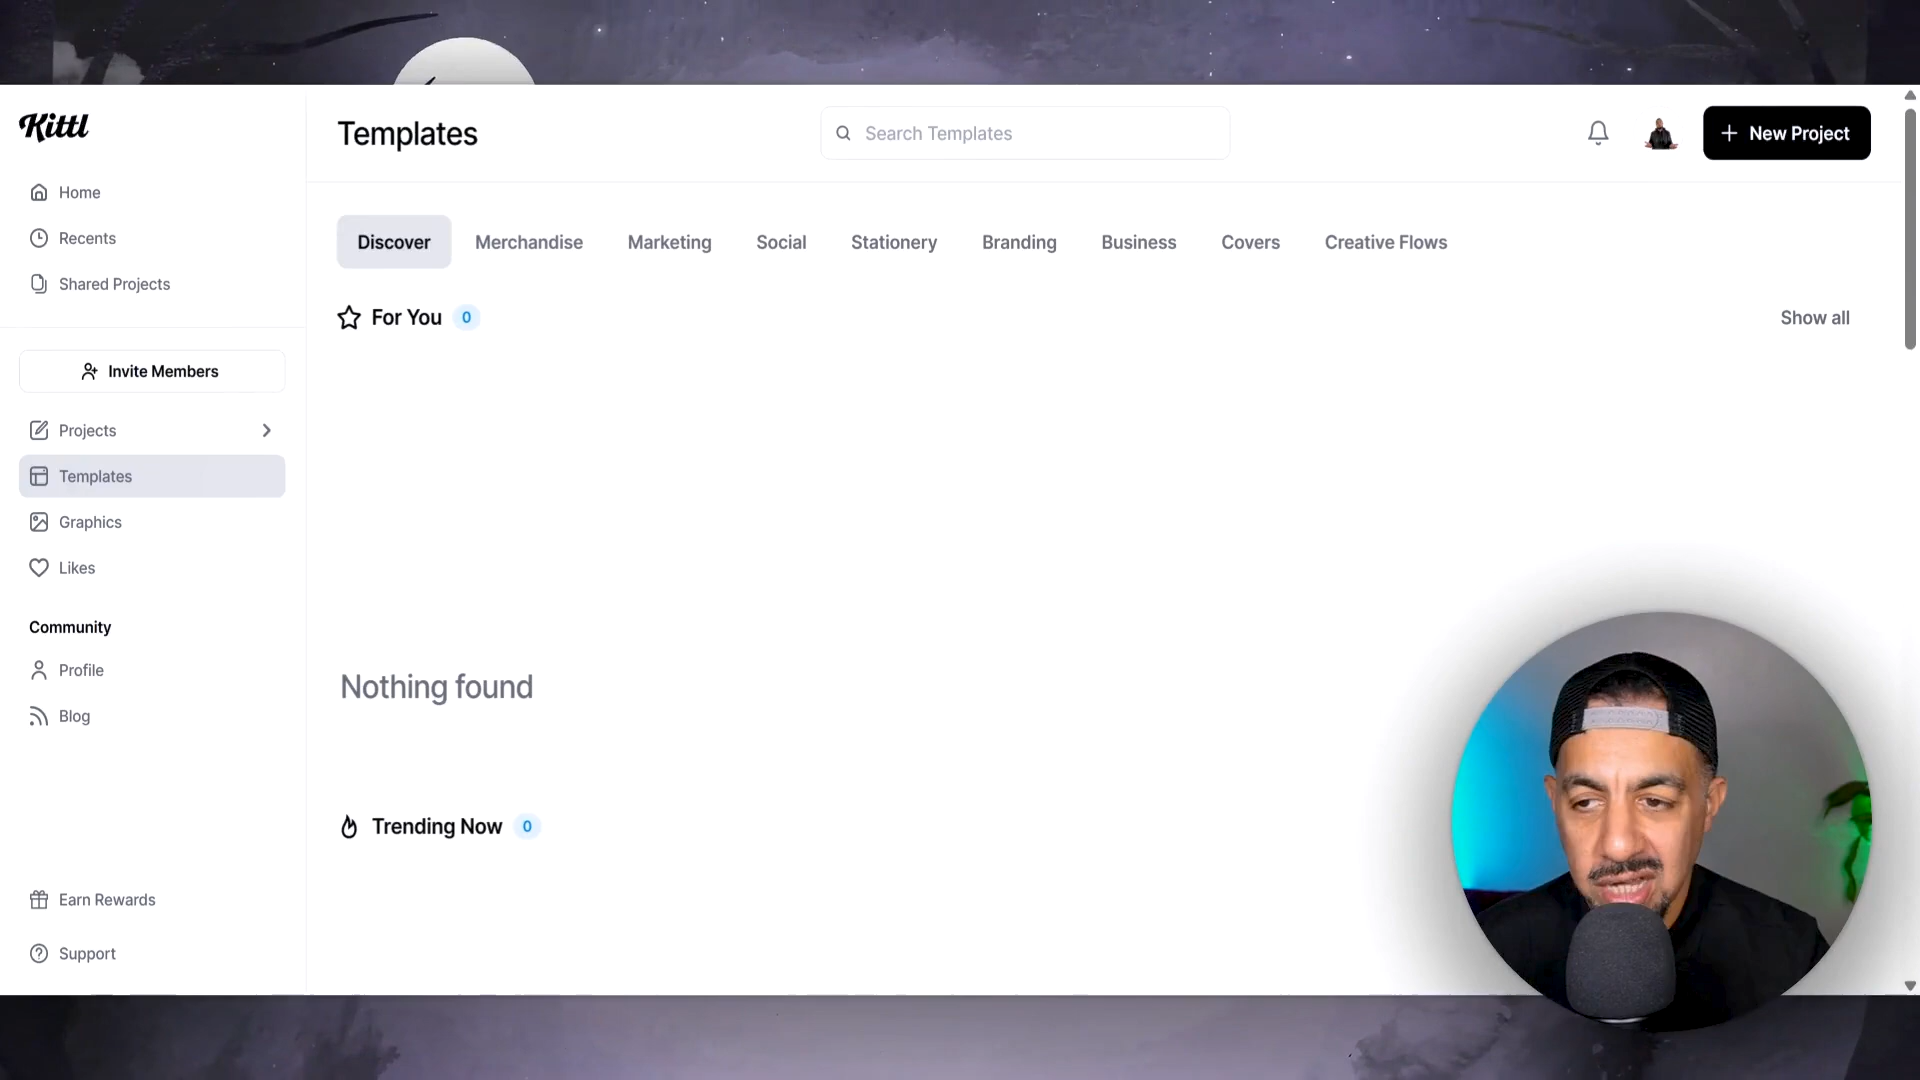 Kittl
Templates
Search Templates
New Project
Home
Recents
Shared Projects
Invite Members
Projects
Templates
Graphics
Likes
Community
Profile
Blog
Earn Rewards
Support
Discover
Merchandise
Marketing
Social
Stationery
Branding
Business
Covers
Creative Flows
For You 0
Show all
Nothing found
Trending Now 0